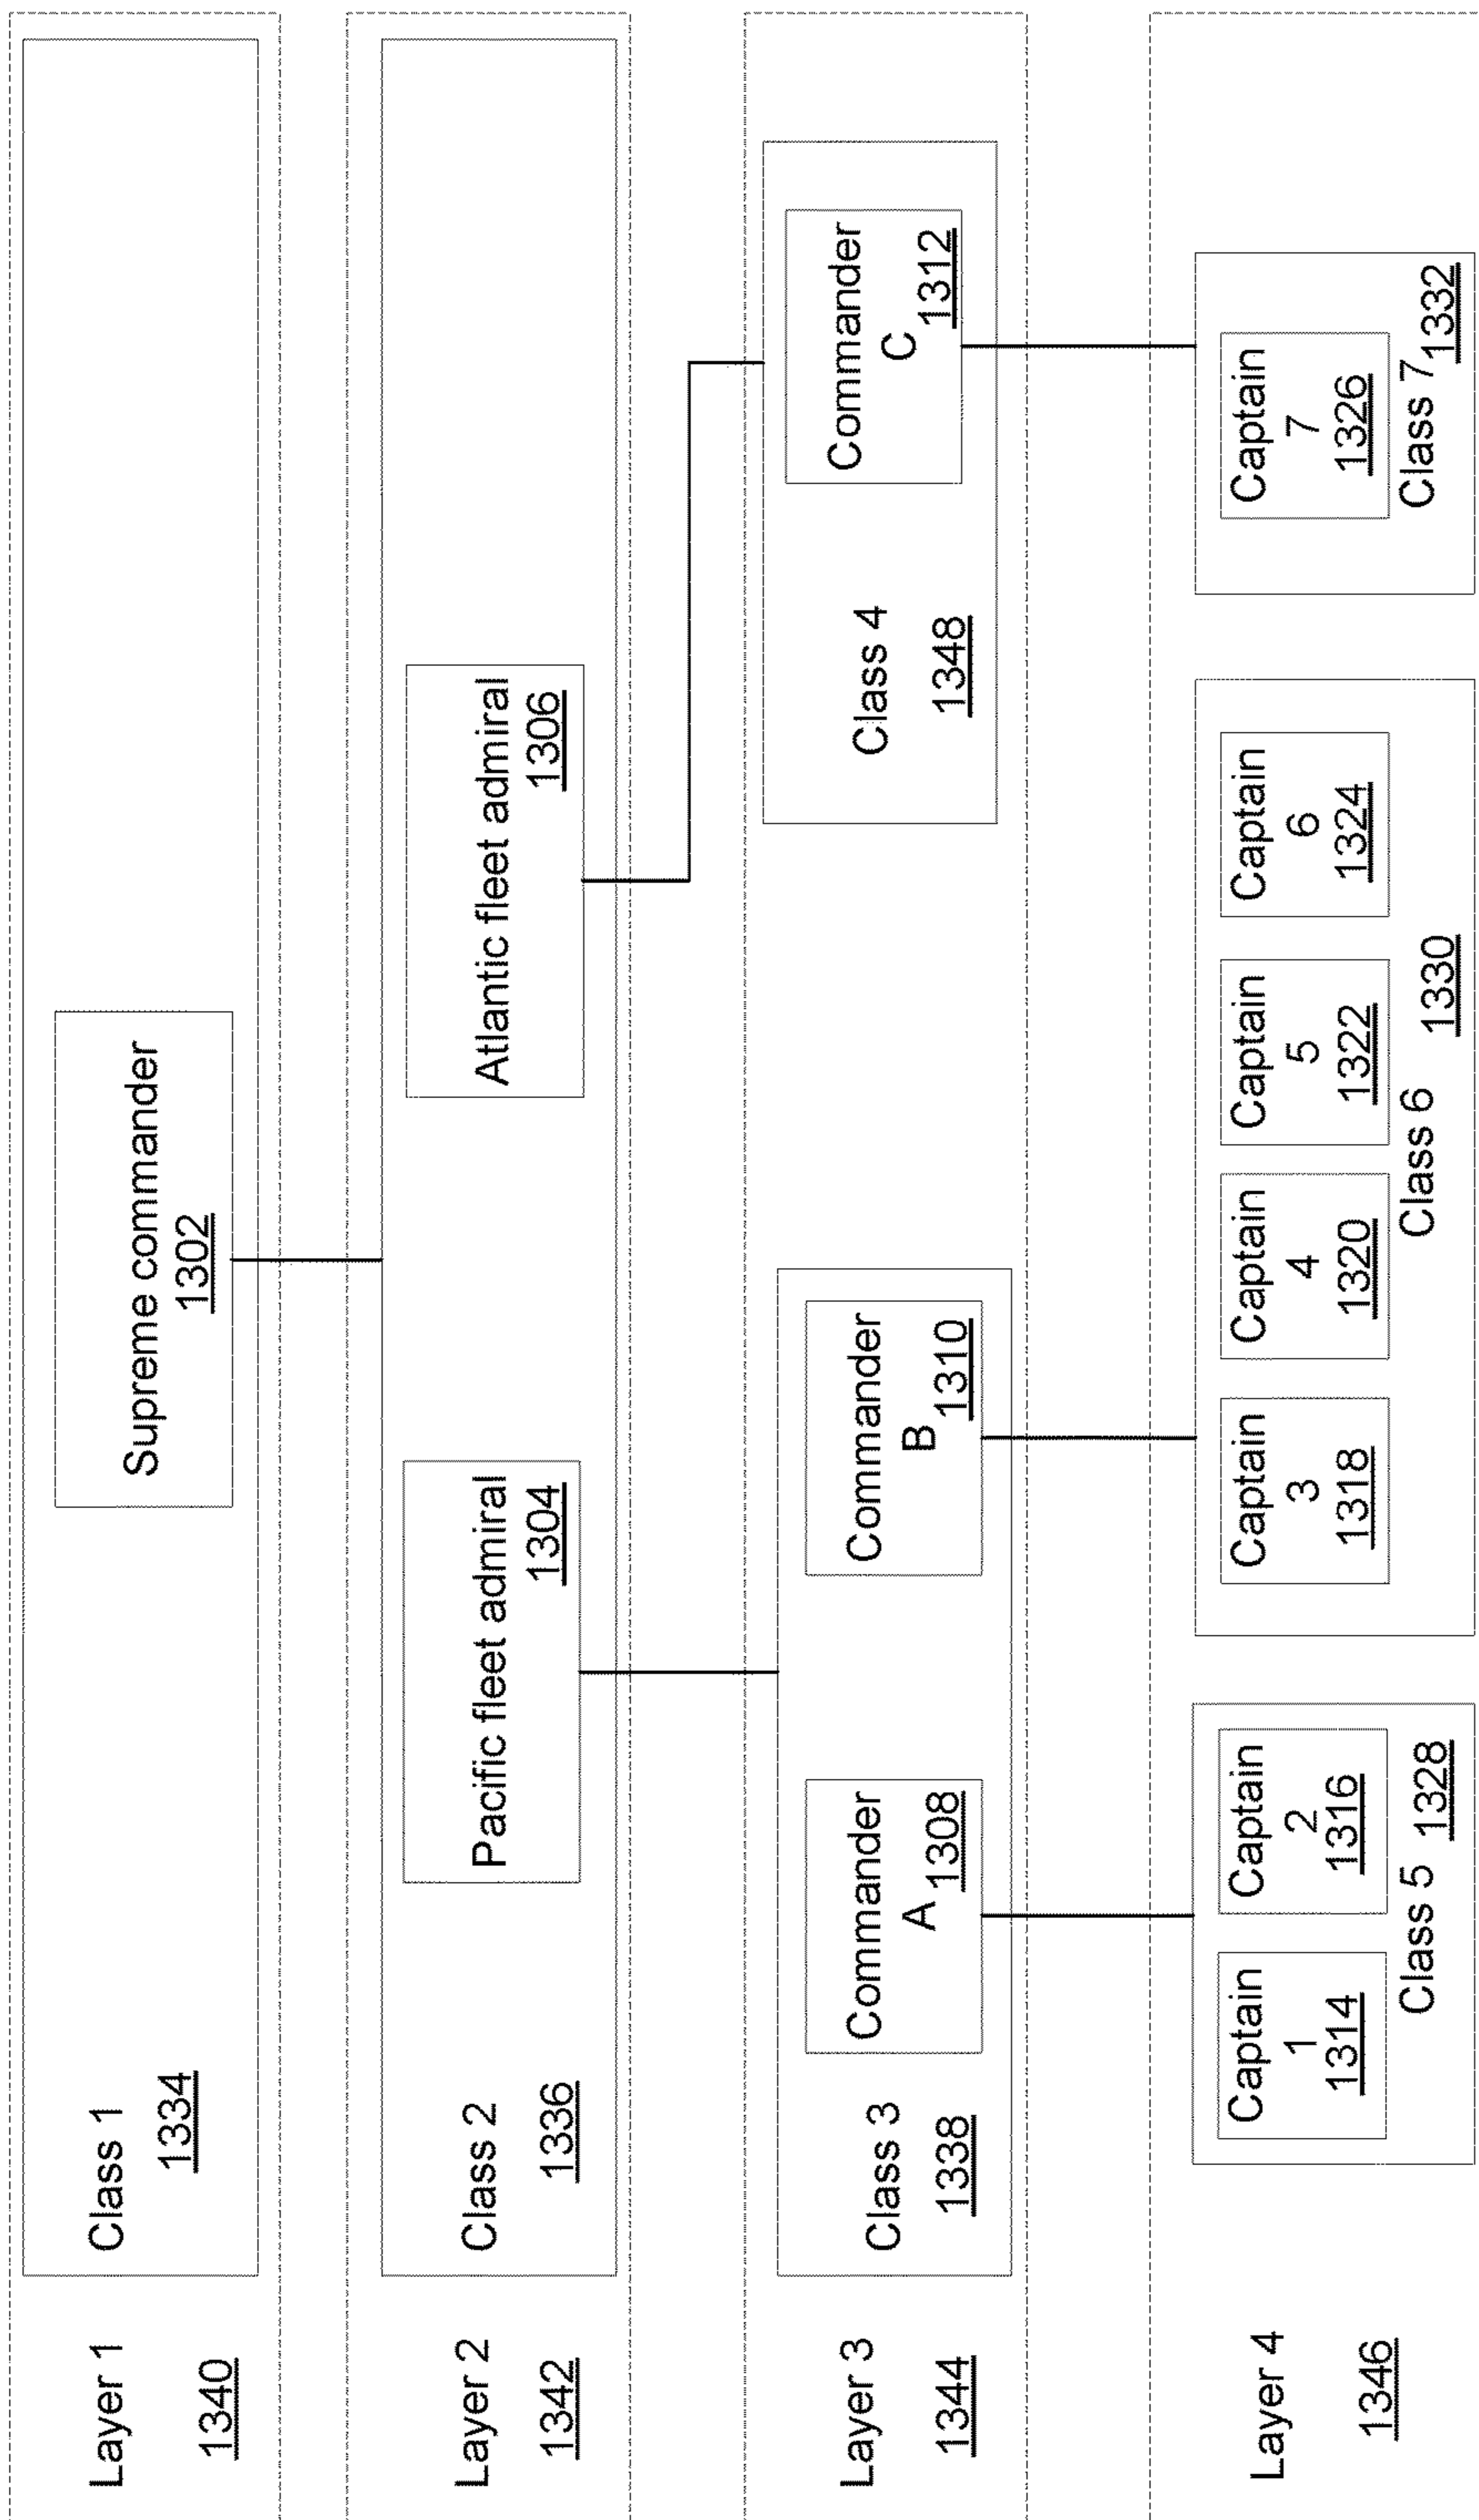 Layer 1
1340
Class 1
1334
Supreme commander
1302
Layer 2
1342
Class 2
1336
Pacific fleet admiral
1304
Atlantic fleet admiral
1306
Layer 3
1344
Class 3
1338
Commander
A
1308
Commander
B
1310
Class 4
1348
Commander
C
1312
Layer 4
1346
Captain
1
1314
Captain
2
1316
Class 5
1328
Captain
3
1318
Captain
4
1320
Captain
5
1322
Captain
6
1324
Class 6
1330
Captain
7
1326
Class 7
1332